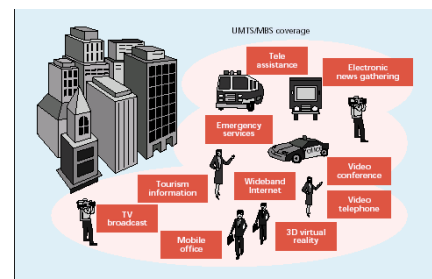 UMTS/MBS coverage
Tele
assistance
Electronic
news gathering
Emergency
services
POLICE
Video
conference
Tourism
information
Wideband
Internet
Video
telephone
TV
broadcast
Mobile
office
3D virtual
reality